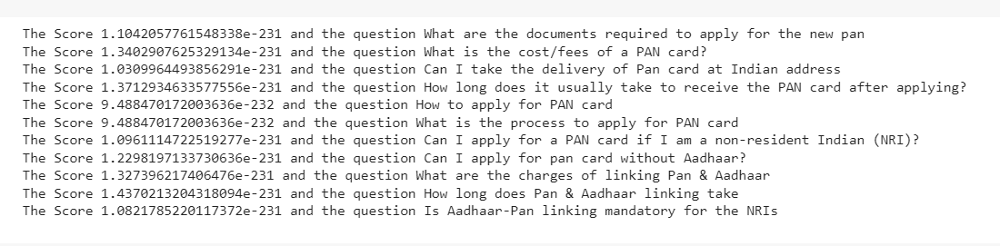 The Score 1.1042057761548338e-231 and the question What are the documents required to apply for the new pan
The Score 1.3402907625329134e-231 and the question What is the cost/fees of a PAN card?
The Score 1.0309964493856291e-231 and the question Can I take the delivery of Pan card at Indian address
The Score 1.3712934633577556e-231 and the question How long does it usually take to receive the PAN card after applying?
The Score 9.488470172003636e-232 and the question How to apply for PAN card
The Score 9.488470172003636e-232 and the question What is the process to apply for PAN card
The Score 1.0961114722519277e-231 and the question Can I apply for a PAN card if I am a non-resident Indian (NRI)?
The Score 1.2298197133730636e-231 and the question Can I apply for pan card without Aadhaar?
The Score 1.327396217406476e-231 and the question What are the charges of linking Pan & Aadhaar
The Score 1.4370213204318094e-231 and the question How long does Pan & Aadhaar linking take
The Score 1.0821785220117372e-231 and the question Is Aadhaar-Pan linking mandatory for the NRIs